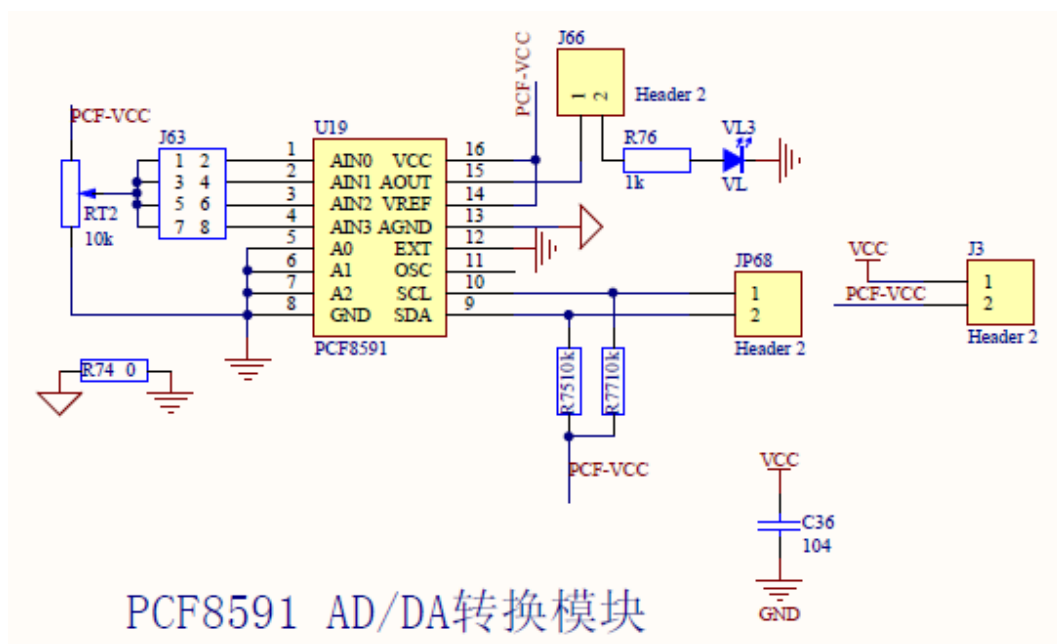 J66
PCF-VCC
1 2
Header 2
PCF-VCC
J63
1 2
3 4
5 6
7 8
RT2
10k
U19
1 AIN0 VCC 16
2 AIN1 AOUT 15
3 AIN2 VREF 14
4 AIN3 AGND 13
5 A0 EXT 12
6 A1 OSC 11
7 A2 SCL 10
8 GND SDA 9
PCF8591
R76
1k
VL3
VL
JP68
1
2
Header 2
VCC
PCF-VCC
J3
1
2
Header 2
R74 0
R75 10k
R77 10k
PCF-VCC
VCC
C36
104
GND
PCF8591 AD/DA转换模块